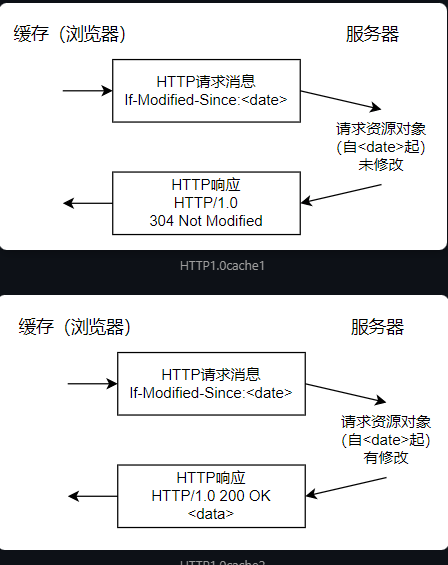 缓存（浏览器）
服务器
HTTP请求消息
If-Modified-Since:<date>
请求资源对象
(自<date>起)
未修改
HTTP响应
HTTP/1.0
304 Not Modified
HTTP1.0cache1
缓存（浏览器）
服务器
HTTP请求消息
If-Modified-Since:<date>
请求资源对象
(自<date>起)
有修改
HTTP响应
HTTP/1.0 200 OK
<data>
HTTP1.0cache2